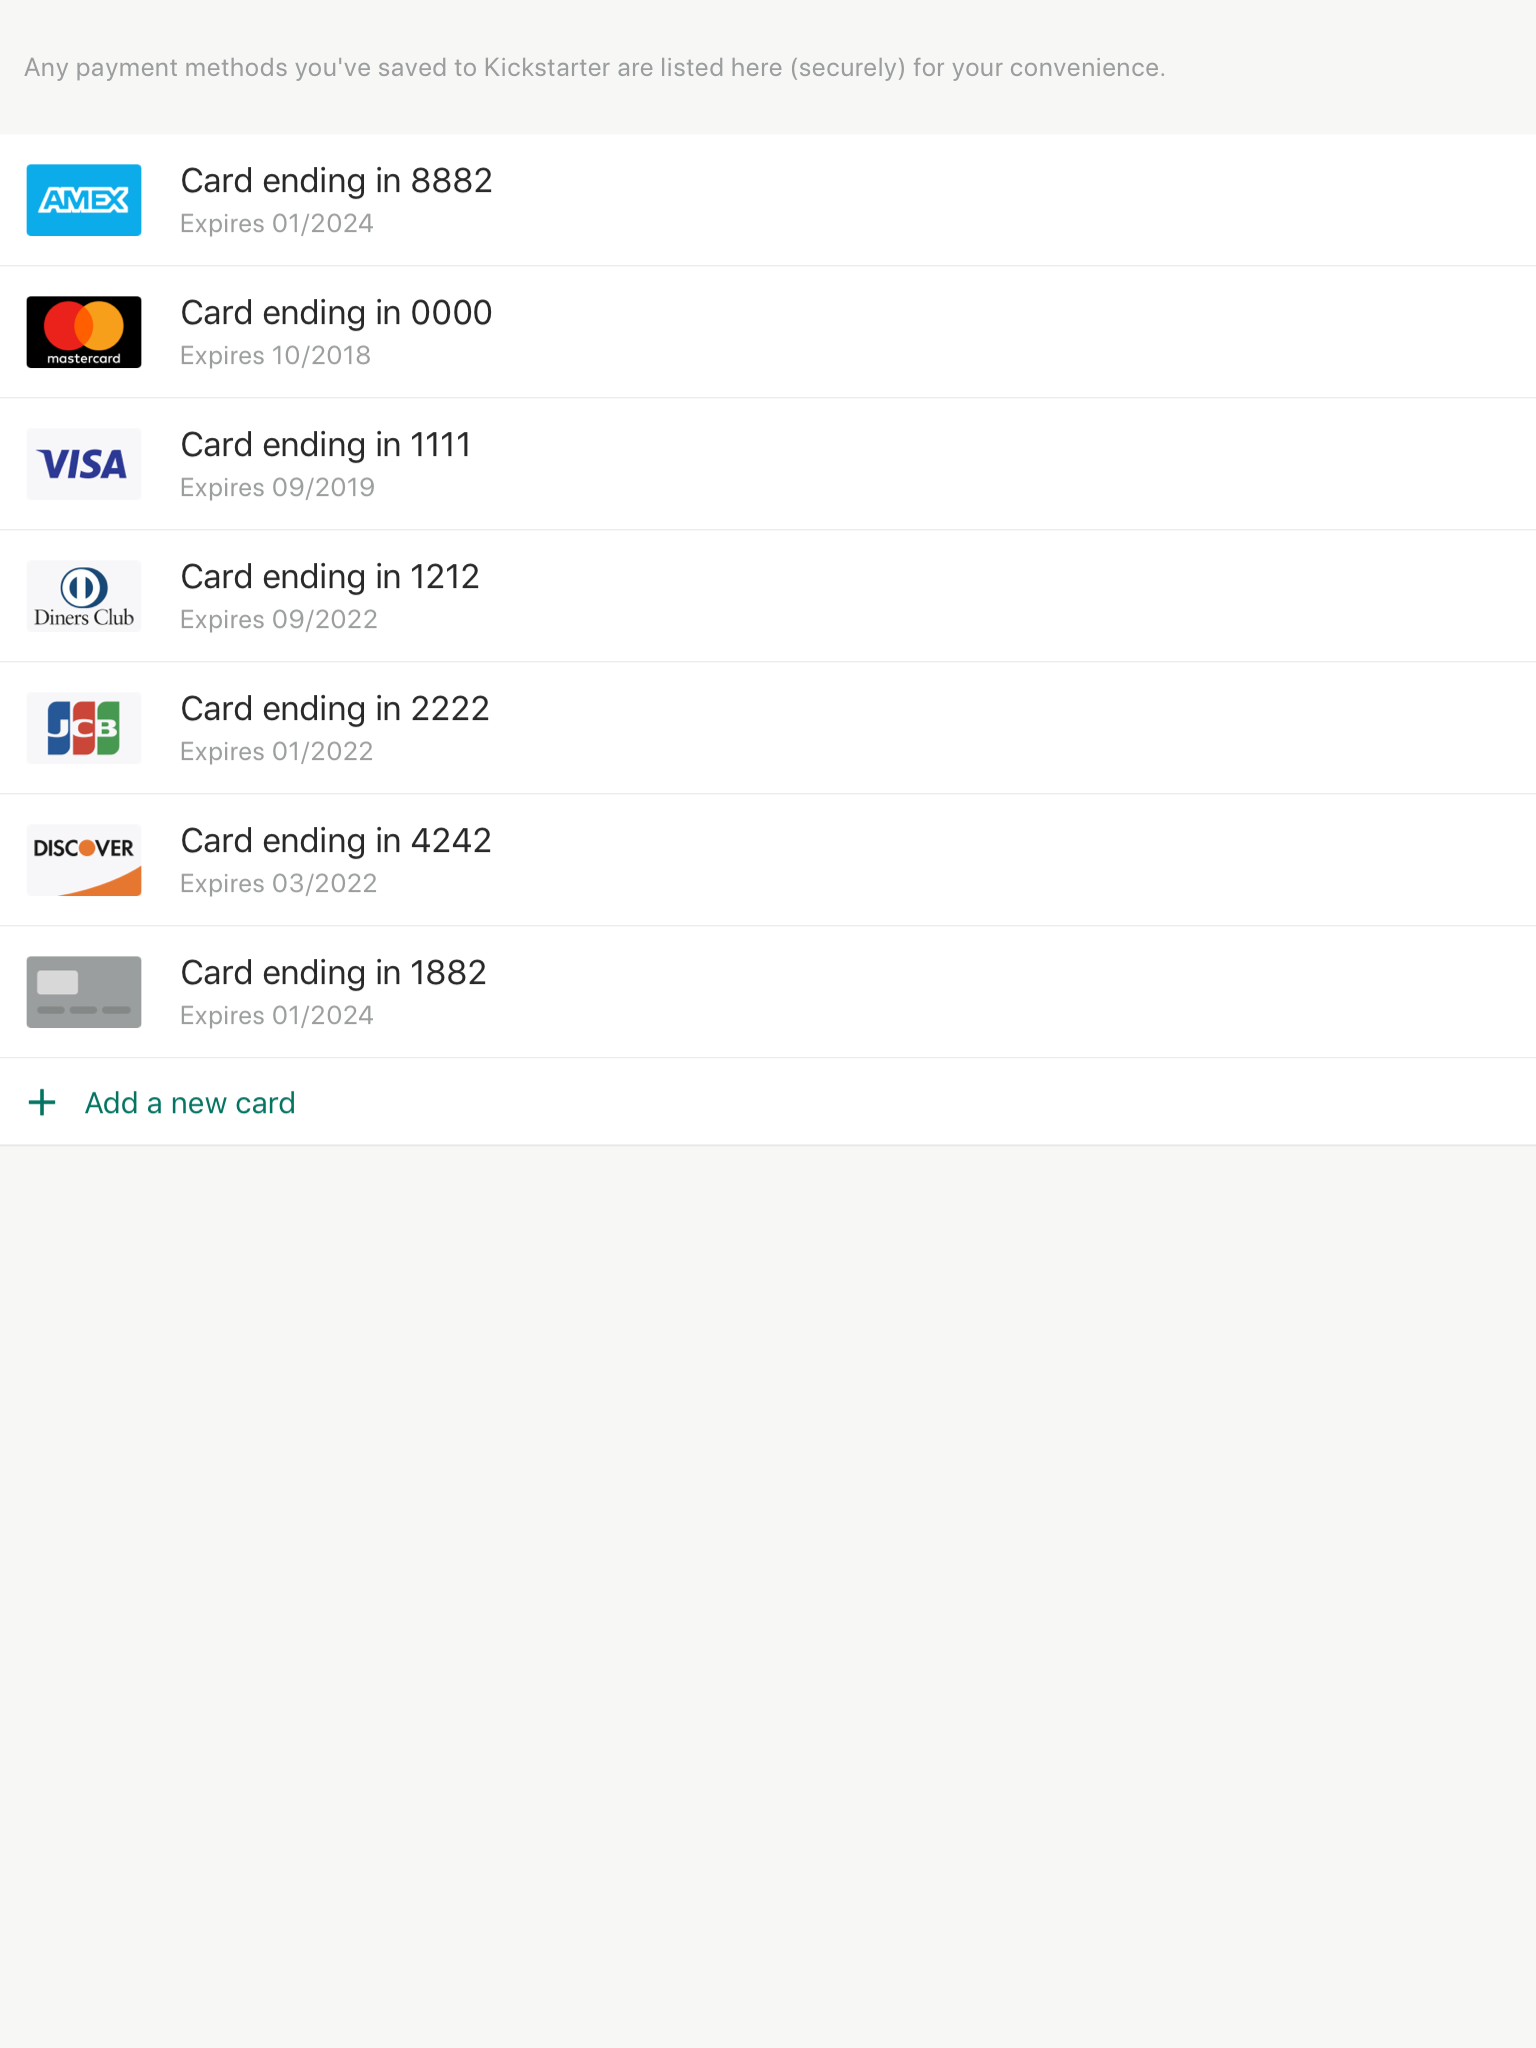 Any payment methods you've saved to Kickstarter are listed here (securely) for your convenience.
AMEX
Card ending in 8882
Expires 01/2024
mastercard
Card ending in 0000
Expires 10/2018
VISA
Card ending in 1111
Expires 09/2019
Diners Club
Card ending in 1212
Expires 09/2022
JCB
Card ending in 2222
Expires 01/2022
DISCOVER
Card ending in 4242
Expires 03/2022
Card ending in 1882
Expires 01/2024
+ Add a new card